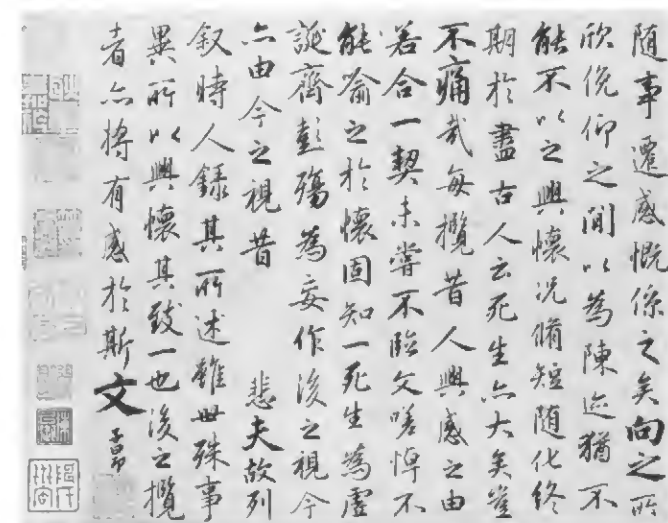 随事遷感慨係之矣向之所
欣俛仰之間以為陳迹猶不
能不以之興懷况脩短随化終
期於盡古人云死生亦大矣豈
不痛哉每攬昔人興感之由
若合一契未嘗不臨文嗟悼不
能喻之於懷固知一死生為虛
誕齊彭殤為妄作後之視今
亦由今之視昔 悲夫故列
叙時人錄其所述雖世殊事
異所以興懷其致一也後之攬
者亦將有感於斯文 子昂